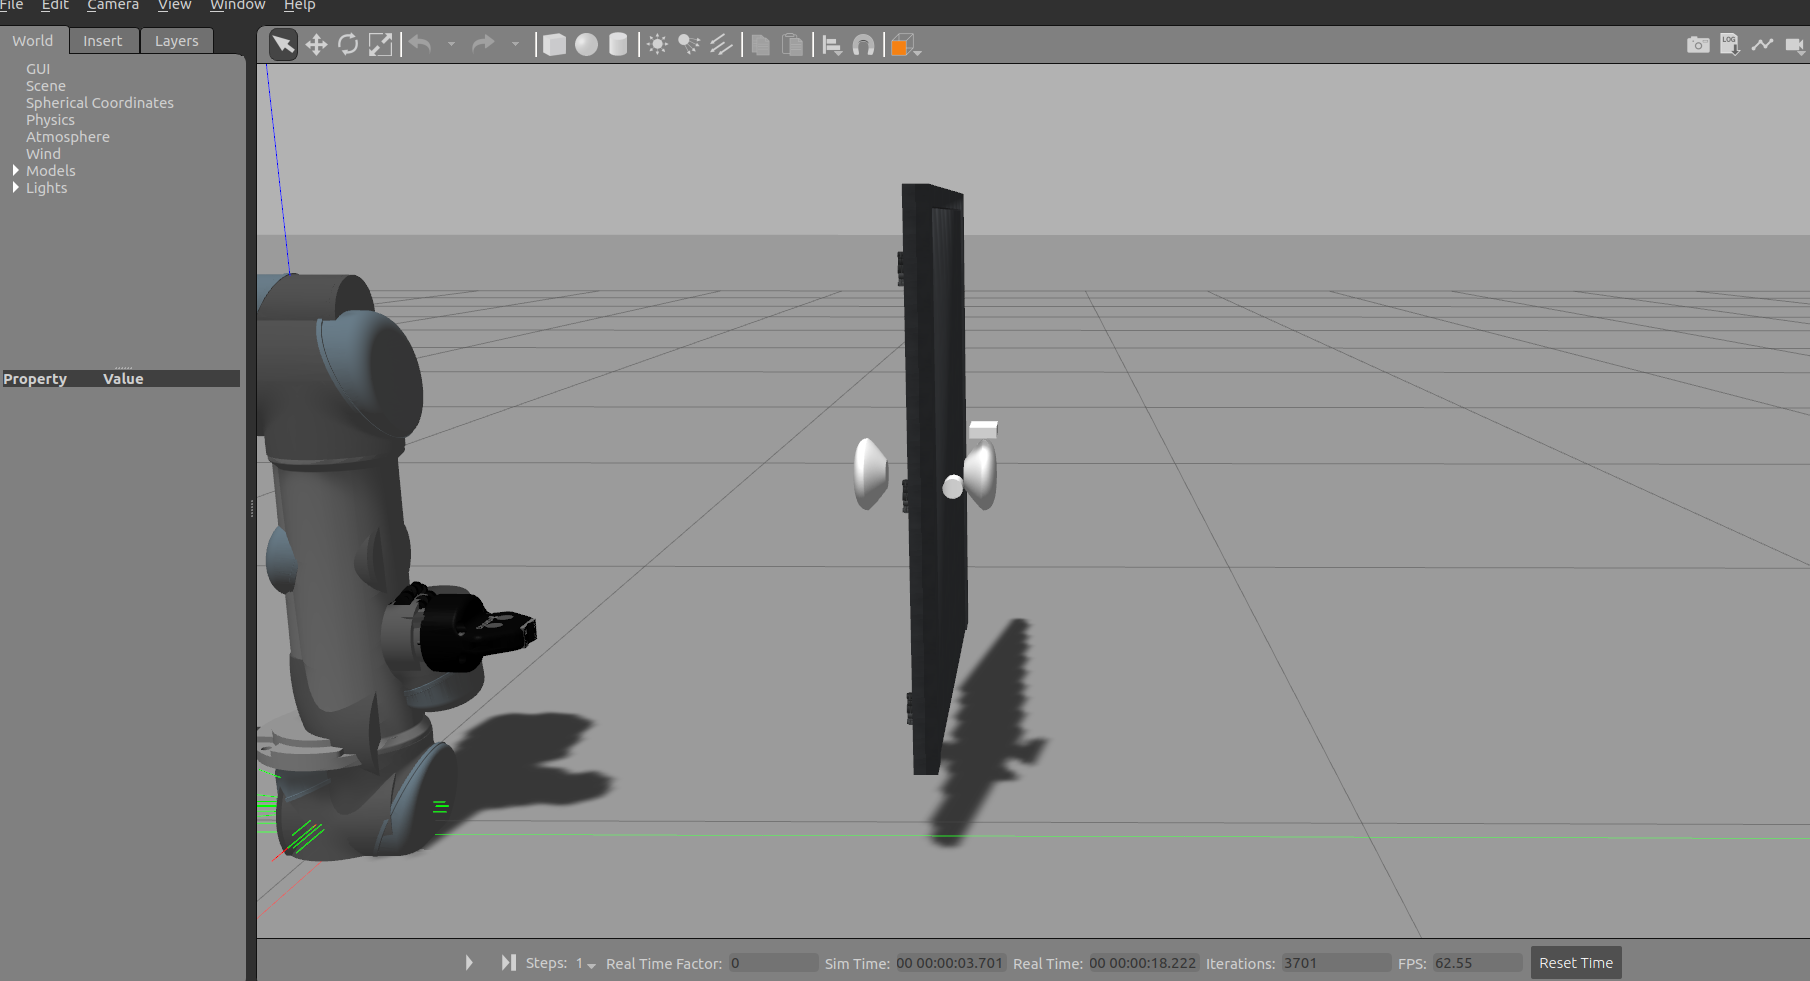 File Edit Camera View Window Help
World Insert Layers
LOG
GUI
Scene
Spherical Coordinates
Physics
Atmosphere
Wind
Models
Lights
Property Value
Steps: 1 Real Time Factor: 0 Sim Time: 00 00:00:03.701 Real Time: 00 00:00:18.222 Iterations: 3701 FPS: 62.55 Reset Time